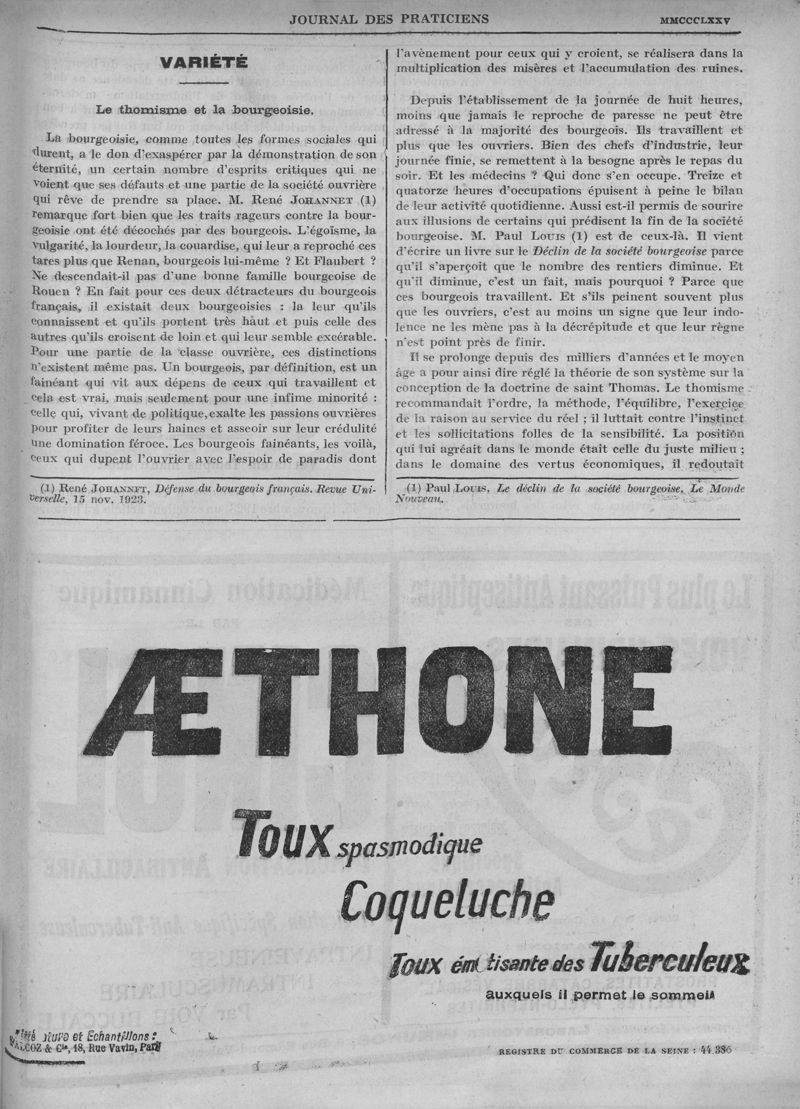 JOURNAL DES PRATICIENS
MMCCCLXXV
VARIÉTÉ
Le thomisme et la bourgeoisie.
La bourgeoisie, comme toutes les formes sociales qui
durent, a le don d'exaspérer par la démonstration de son
éternité, un certain nombre d'esprits critiques qui ne
voient que ses défauts et une partie de la société ouvrière
qui rêve de prendre sa place. M. René JOHANNET (1)
remarque fort bien que les traits rageurs contre la bour-
geoisie ont été décochés par des bourgeois. L'égoïsme, la
vulgarité, la lourdeur, la couardise, qui leur a reproché ces
tares plus que Renan, bourgeois lui-même ? Et Flaubert ?
Ne descendait-il pas d'une bonne famille bourgeoise de
Rouen ? En fait pour ces deux détracteurs du bourgeois
français, il existait deux bourgeoisies : la leur qu'ils
connaissent et qu'ils portent très haut et puis celle des
autres qu'ils croisent de loin et qui leur semble exécrable.
Pour une partie de la classe ouvrière, ces distinctions
n'existent même pas. Un bourgeois, par définition, est un
fainéant qui vit aux dépens de ceux qui travaillent et
cela est vrai, mais seulement pour une infime minorité :
celle qui, vivant de politique, exalte les passions ouvrières
pour profiter de leurs haines et asseoir sur leur crédulité
une domination féroce. Les bourgeois fainéants, les voilà,
ceux qui dupent l'ouvrier avec l'espoir de paradis dont
(1) René JOHANNET, Défense du bourgeois français. Revue Uni-
verselle, 15 nov. 1923.
l'avènement pour ceux qui y croient, se réalisera dans la
multiplication des misères et l'accumulation des ruines.
Depuis l'établissement de la journée de huit heures,
moins que jamais le reproche de paresse ne peut être
adressé à la majorité des bourgeois. Ils travaillent et
plus que les ouvriers. Bien des chefs d'industrie, leur
journée finie, se remettent à la besogne après le repas du
soir. Et les médecins ? Qui donc s'en occupe. Treize et
quatorze heures d'occupations épuisent à peine le bilan
de leur activité quotidienne. Aussi est-il permis de sourire
aux illusions de certains qui prédisent la fin de la société
bourgeoise. M. Paul LOUIS (1) est de ceux-là. Il vient
d'écrire un livre sur le Déclin de la société bourgeoise parce
qu'il s'aperçoit que le nombre des rentiers diminue. Et
qu'il diminue, c'est un fait, mais pourquoi ? Parce que
ces bourgeois travaillent. Et s'ils peinent souvent plus
que les ouvriers, c'est au moins un signe que leur indo-
lence ne les mène pas à la décrépitude et que leur règne
n'est point près de finir.
Il se prolonge depuis des milliers d'années et le moyen
âge a pour ainsi dire réglé la théorie de son système sur la
conception de la doctrine de saint Thomas. Le thomisme
recommandait l'ordre, la méthode, l'équilibre, l'exercice
de la raison au service du réel ; il luttait contre l'instinct
et les sollicitations folles de la sensibilité. La position
qui lui agréait dans le monde était celle du juste milieu ;
dans le domaine des vertus économiques, il redoutait
(1) Paul LOUIS. Le déclin de la société bourgeoise. Le Monde
Nouveau.
ÆTHONE
Toux spasmodique
Coqueluche
Toux émétisante des Tuberculeux
auxquels il permet le sommeil
et Echantillons :
& Cie, 18, Rue Vavin, Paris
REGISTRE DU COMMERCE DE LA SEINE : 44.386